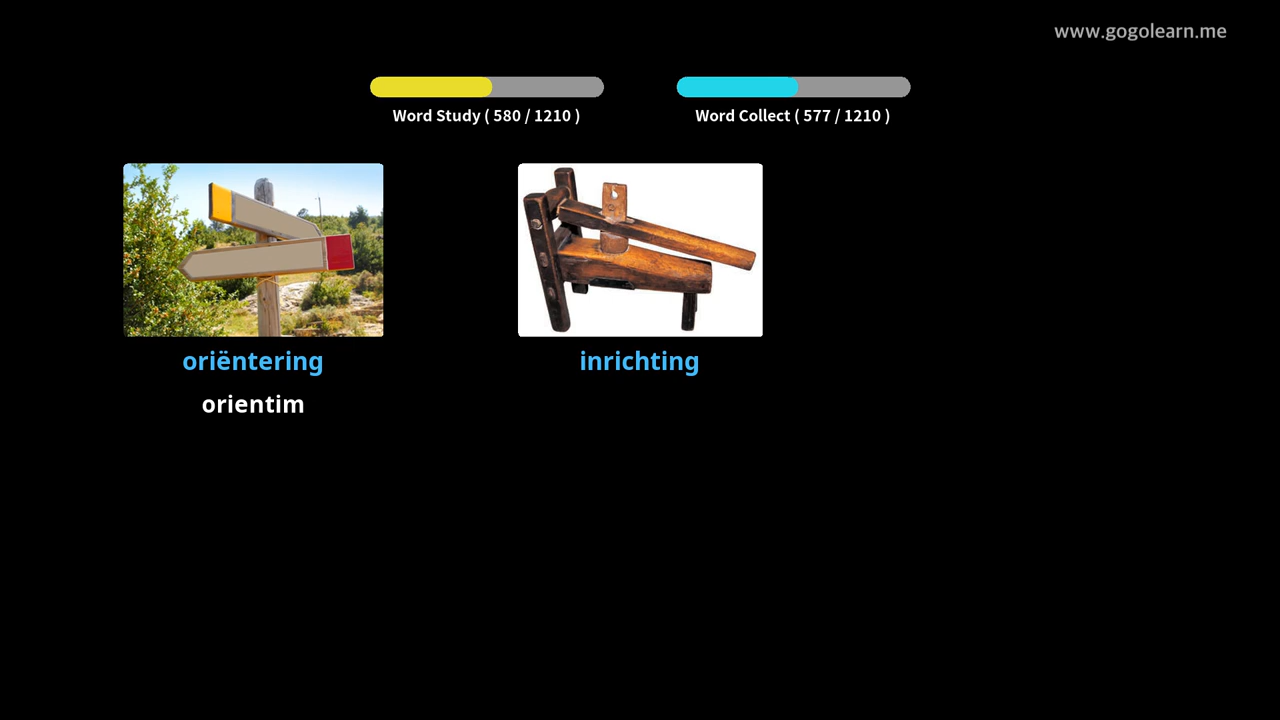 www.gogolearn.me
Word Study ( 580 / 1210 )
Word Collect ( 577 / 1210 )
oriëntering
inrichting
orientim